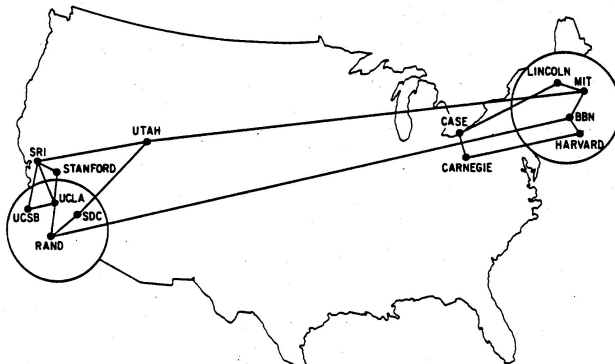 LINCOLN
MIT
CASE
BBN
UTAH
HARVARD
SRI
CARNEGIE
STANFORD
UCLA
UCSB
SDC
RAND